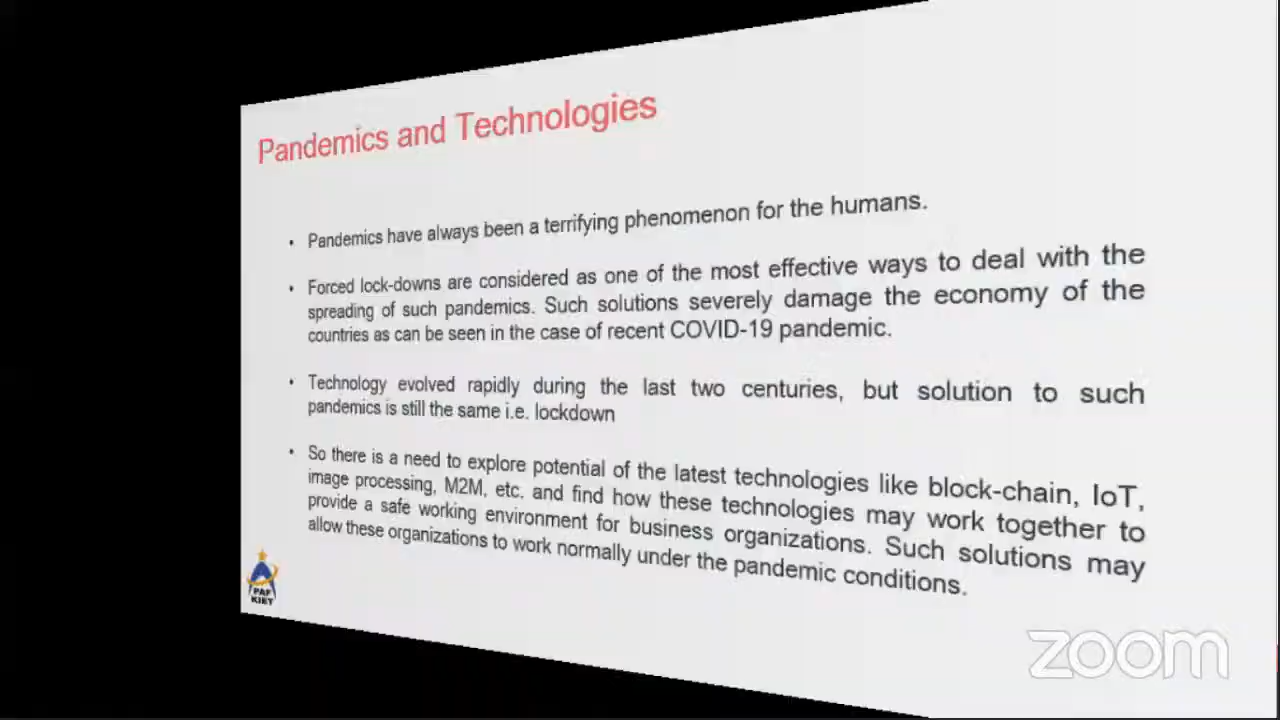 Pandemics and Technologies
• Pandemics have always been a terrifying phenomenon for the humans.
• Forced lock-downs are considered as one of the most effective ways to deal with the
spreading of such pandemics. Such solutions severely damage the economy of the
countries as can be seen in the case of recent COVID-19 pandemic.
• Technology evolved rapidly during the last two centuries, but solution to such
pandemics is still the same i.e. lockdown
• So there is a need to explore potential of the latest technologies like block-chain, IoT,
image processing, M2M, etc. and find how these technologies may work together to
provide a safe working environment for business organizations. Such solutions may
allow these organizations to work normally under the pandemic conditions.
PAF
KIET
zoom